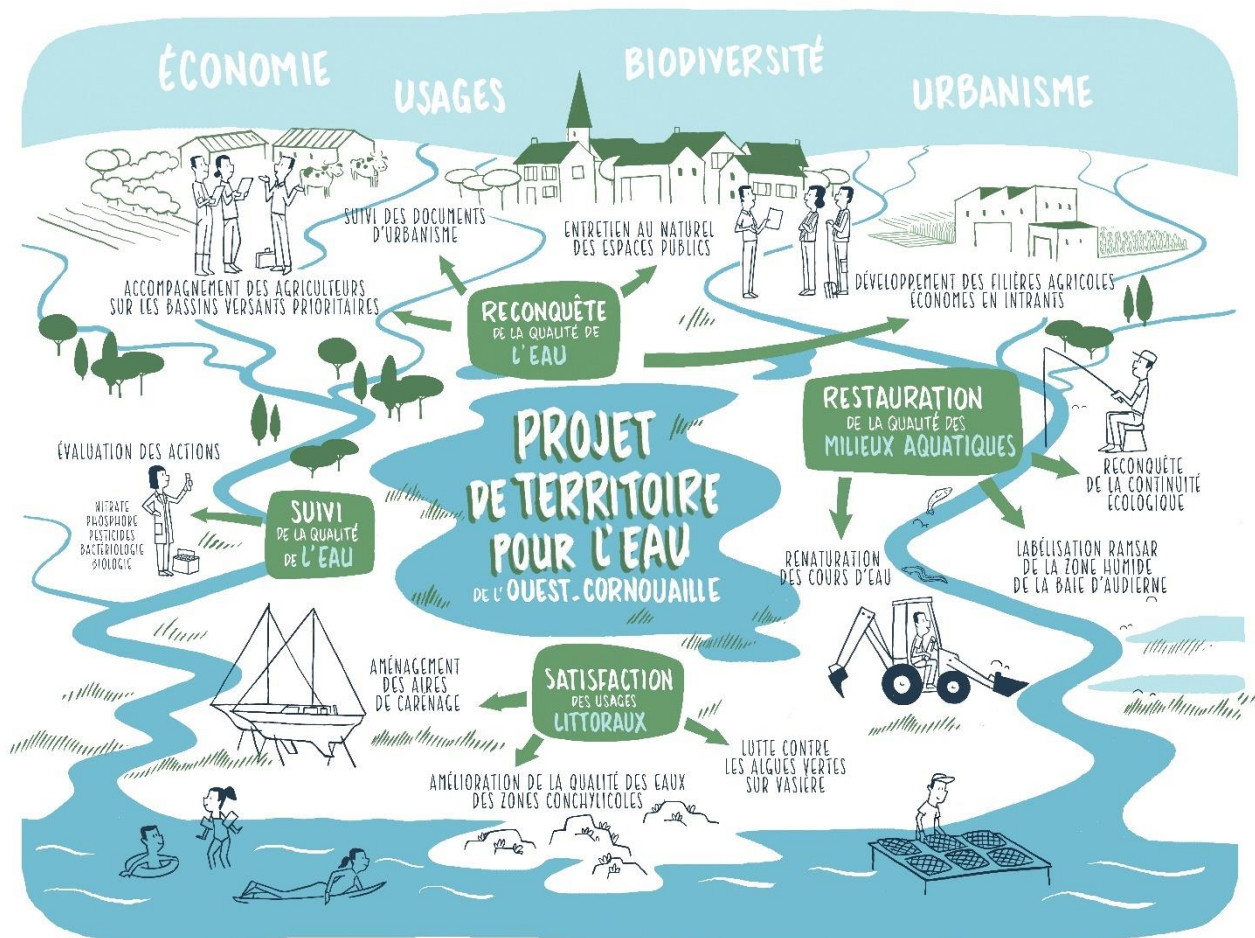 ÉCONOMIE
USAGES
BIODIVERSITÉ
URBANISME
SUIVI DES DOCUMENTS
D'URBANISME
ENTRETIEN AU NATUREL
DES ESPACES PUBLICS
ACCOMPAGNEMENT DES AGRICULTEURS
SUR LES BASSINS VERSANTS PRIORITAIRES
DÉVELOPPEMENT DES FILIÈRES AGRICOLES
ÉCONOMES EN INTRANTS
RECONQUÊTE
DE LA QUALITÉ DE
L'EAU
RESTAURATION
DE LA QUALITÉ DES
MILIEUX AQUATIQUES
PROJET
DE TERRITOIRE
POUR L'EAU
DE L'OUEST-CORNOUAILLE
ÉVALUATION DES ACTIONS
NITRATE
PHOSPHORE
PESTICIDES
BACTÉRIOLOGIE
BIOLOGIE
SUIVI
DE LA QUALITÉ
DE L'EAU
RECONQUÊTE
DE LA CONTINUITÉ
ÉCOLOGIQUE
RENATURATION
DES COURS D'EAU
LABÉLISATION RAMSAR
DE LA ZONE HUMIDE
DE LA BAIE D'AUDIERNE
AMÉNAGEMENT
DES AIRES
DE CARENAGE
SATISFACTION
DES USAGES
LITTORAUX
LUTTE CONTRE
LES ALGUES VERTES
SUR VASIÈRE
AMÉLIORATION DE LA QUALITÉ DES EAUX
DES ZONES CONCHYLICOLES